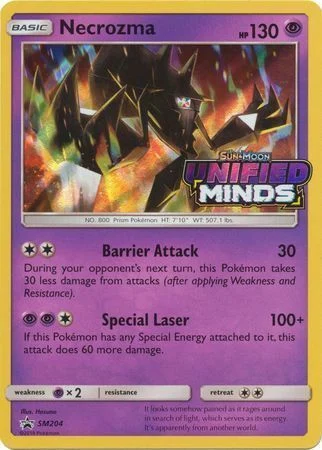 BASIC
Necrozma
HP 130
SUN & MOON
UNIFIED
MINDS
NO. 800 Prism Pokémon HT: 7'10" WT: 507.1 lbs.
Barrier Attack 30
During your opponent's next turn, this Pokémon takes
30 less damage from attacks (after applying Weakness and
Resistance).
Special Laser 100+
If this Pokémon has any Special Energy attached to it, this
attack does 60 more damage.
weakness ×2 resistance retreat
Illus. Hasuno
SM204
©2019 Pokémon
It looks somehow pained as it rages around
in search of light, which serves as its energy.
It's apparently from another world.